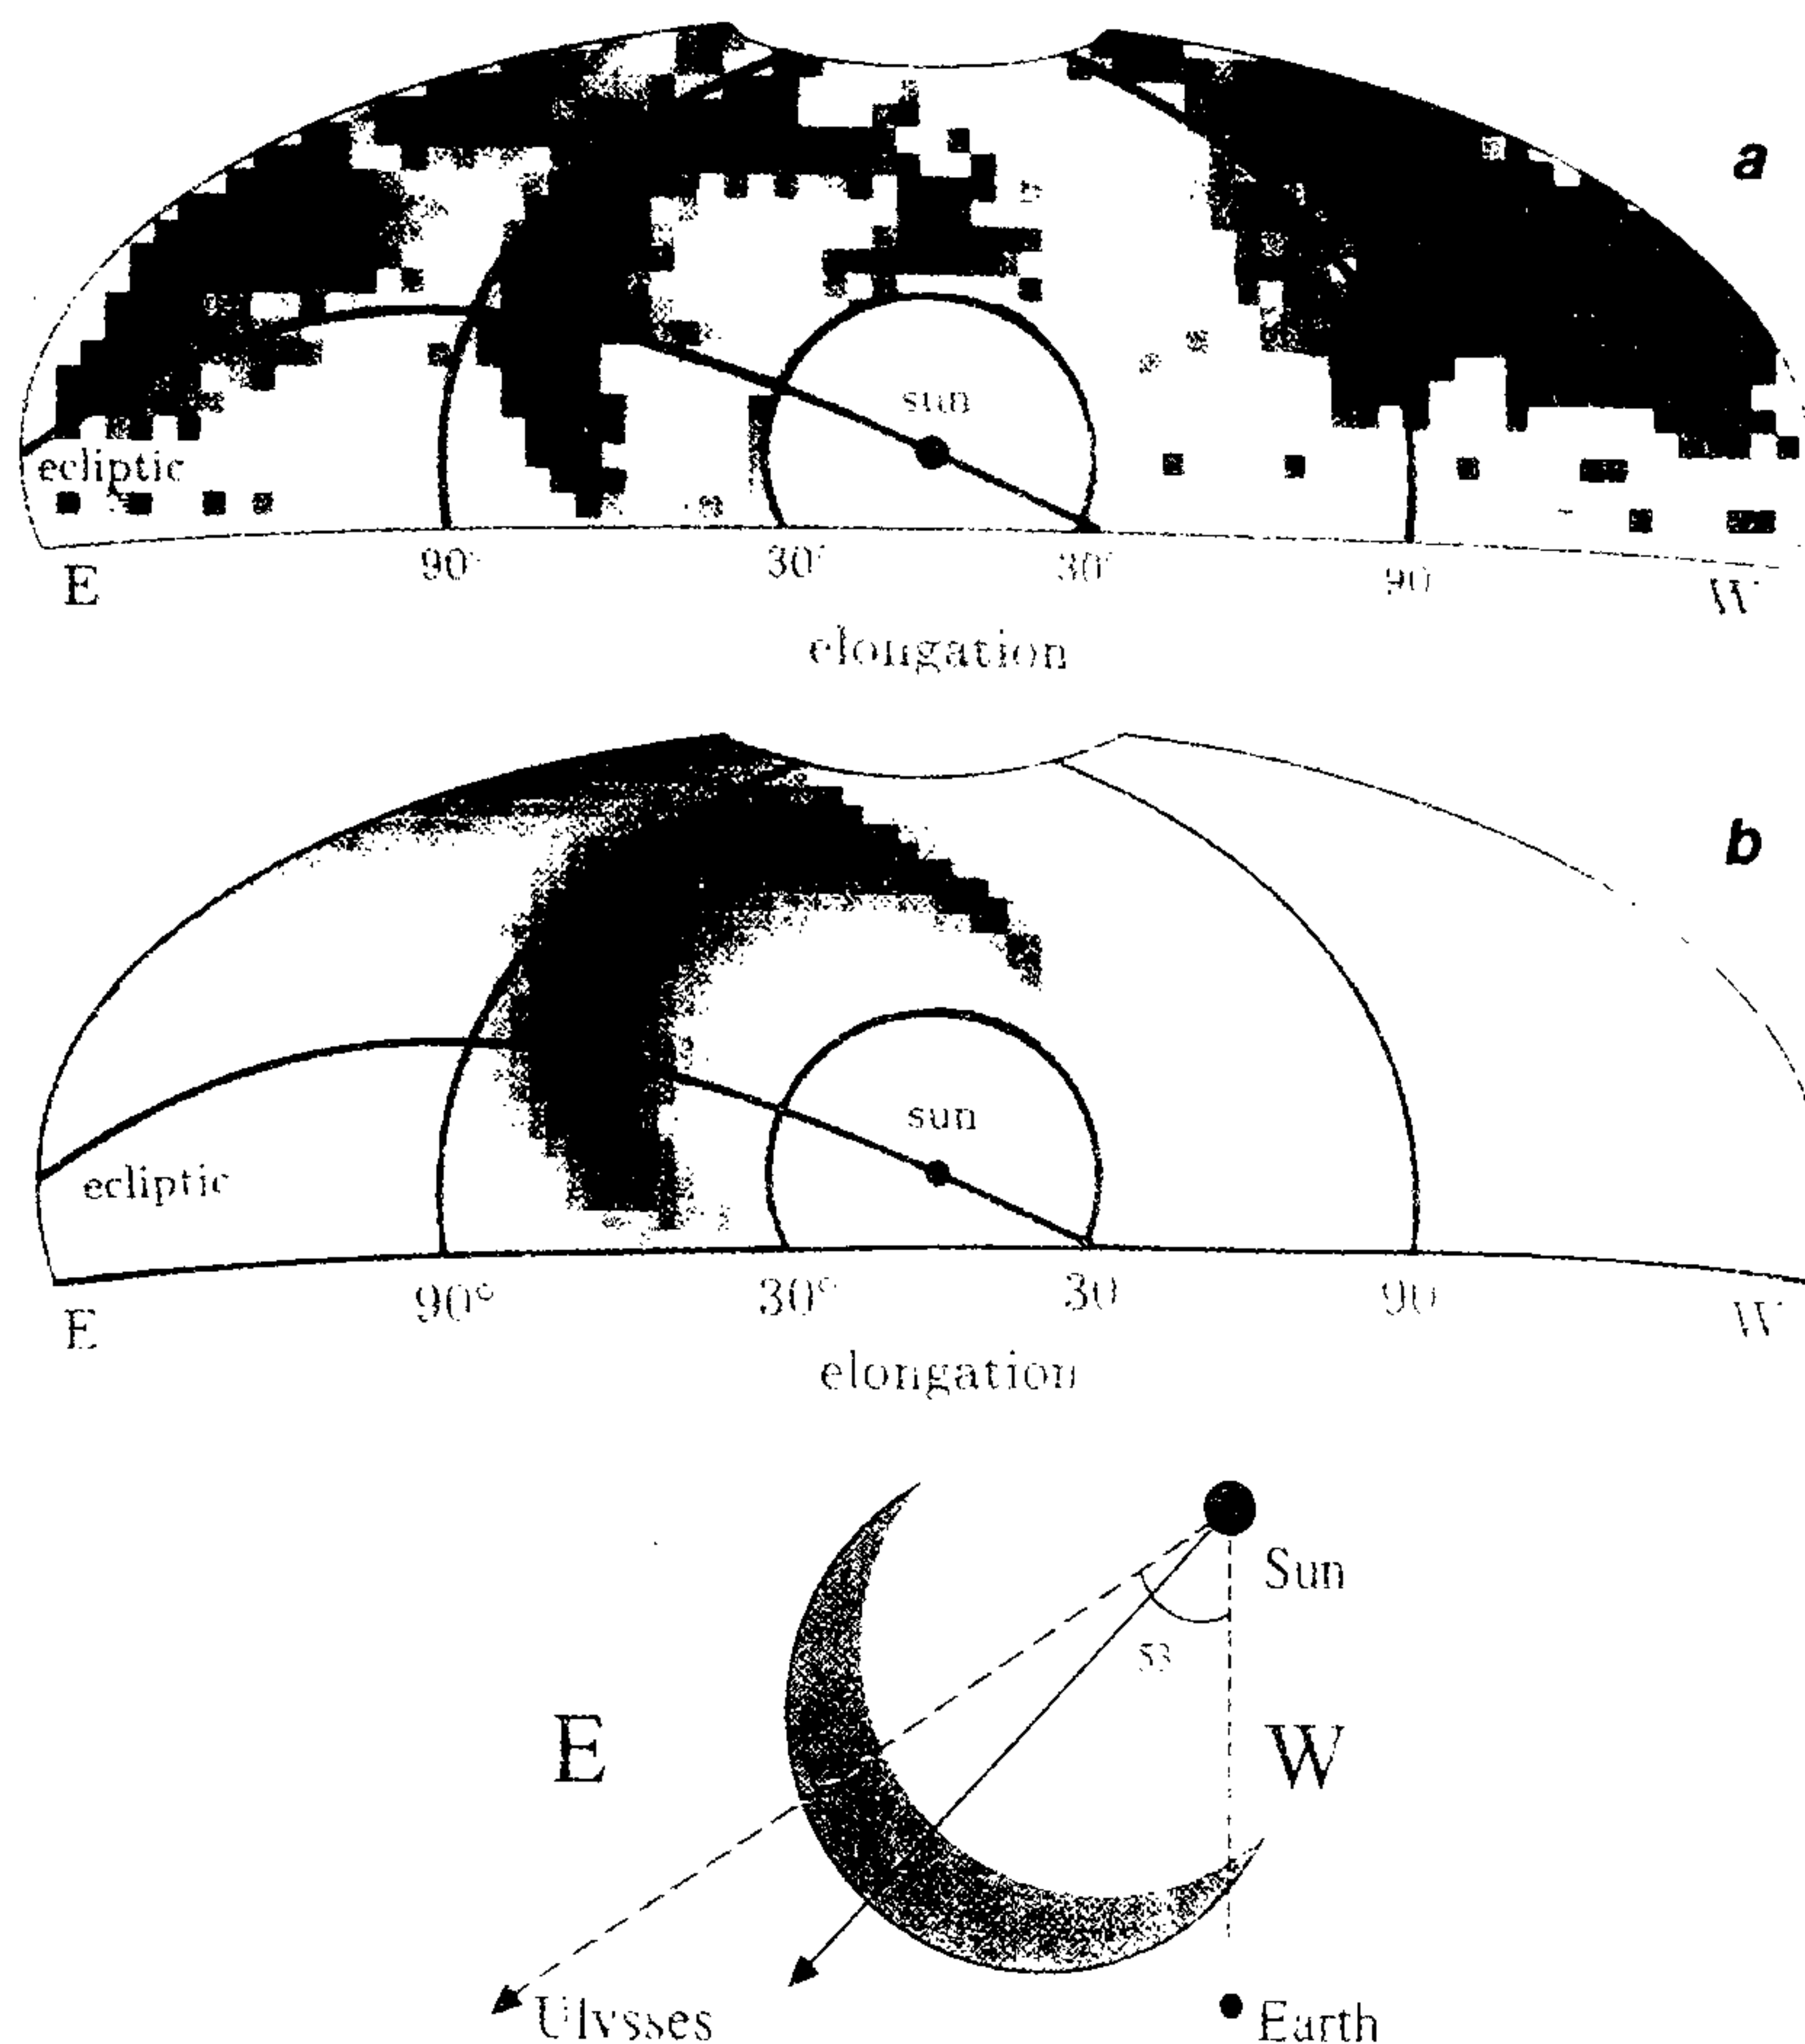 a
sun
ecliptic
90° 30° 30° 90
E W
elongation
b
sun
ecliptic
90° 30° 30 90
E W
elongation
Sun
53
E W
Ulysses
Earth